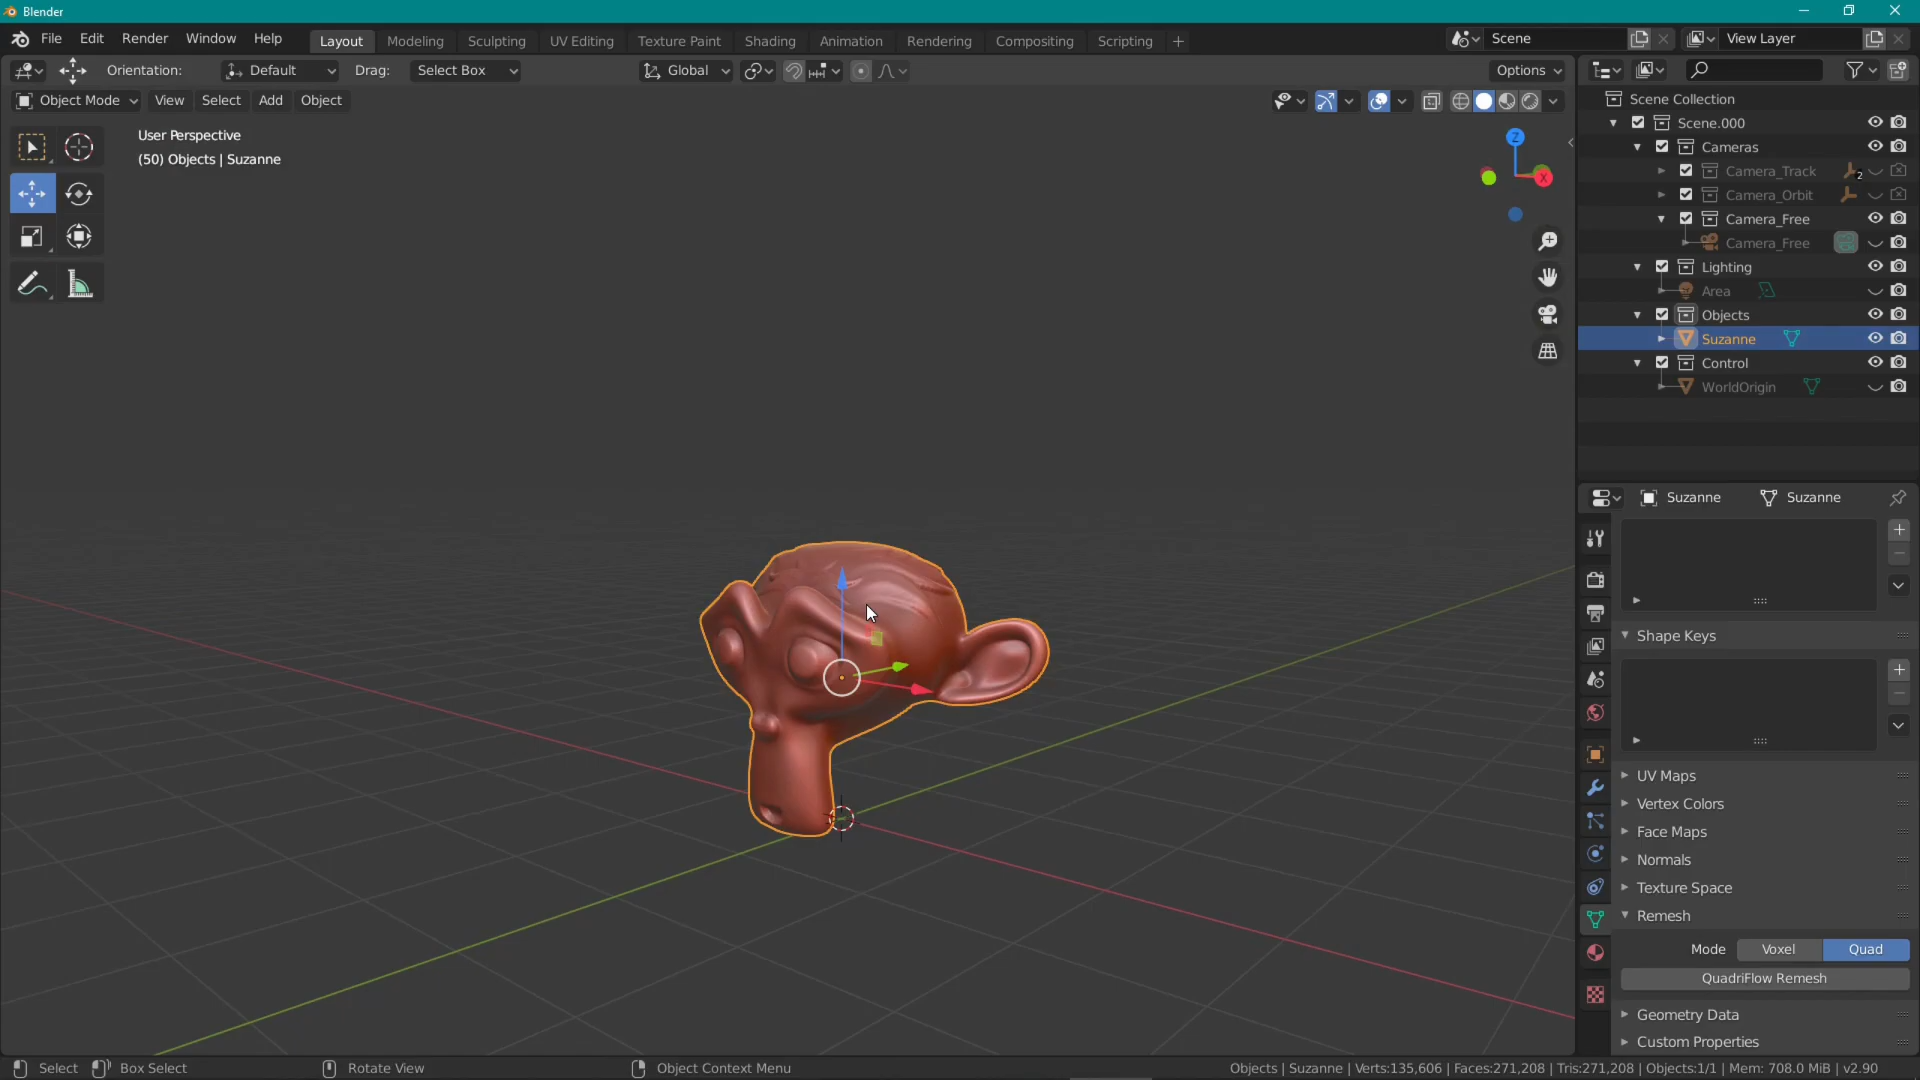 Blender
File Edit Render Window Help Layout Modeling Sculpting UV Editing Texture Paint Shading Animation Rendering Compositing Scripting + Scene View Layer
Orientation: Default Drag: Select Box Global Options
Object Mode View Select Add Object
User Perspective
(50) Objects | Suzanne
Z
X
Scene Collection
Scene.000
Cameras
Camera_Track 2
Camera_Orbit
Camera_Free
Camera_Free
Lighting
Area
Objects
Suzanne
Control
WorldOrigin
Suzanne Suzanne
Shape Keys
UV Maps
Vertex Colors
Face Maps
Normals
Texture Space
Remesh
Mode Voxel Quad
QuadriFlow Remesh
Geometry Data
Custom Properties
Select Box Select Rotate View Object Context Menu Objects | Suzanne | Verts:135,606 | Faces:271,208 | Tris:271,208 | Objects:1/1 | Mem: 708.0 MiB | v2.90